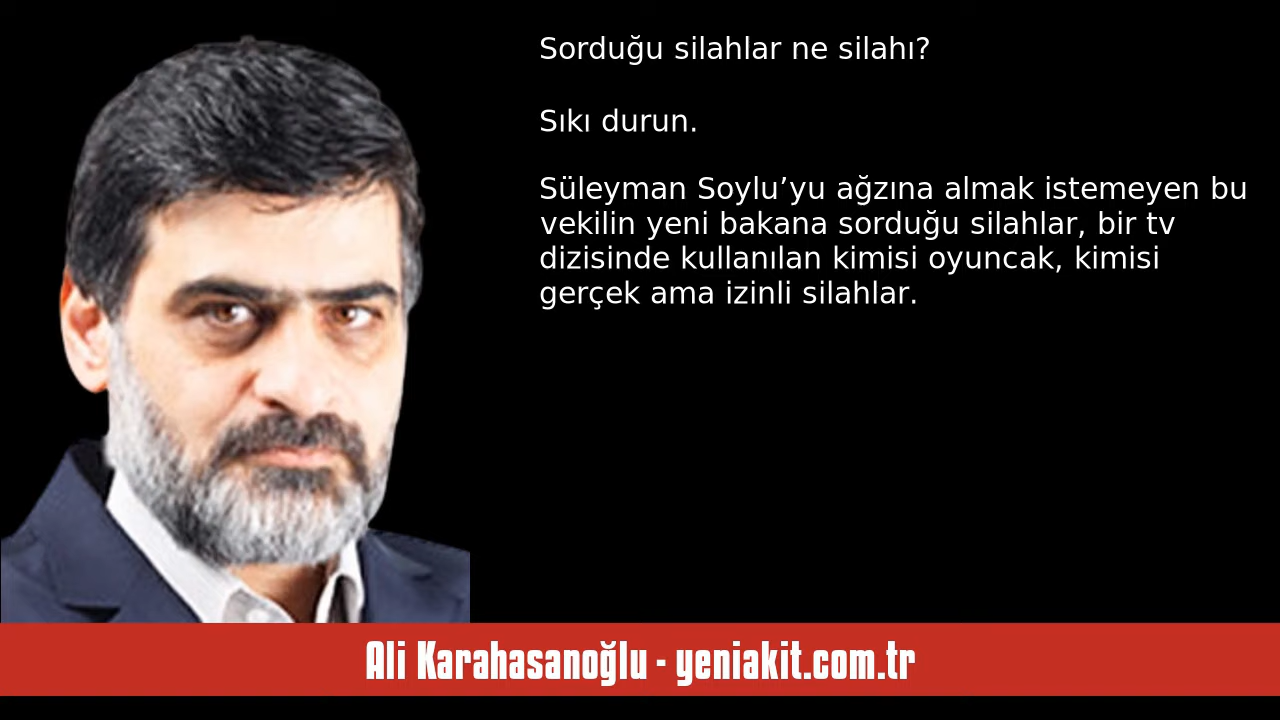 Sorduğu silahlar ne silahı?
Sıkı durun.
Süleyman Soylu’yu ağzına almak istemeyen bu
vekilin yeni bakana sorduğu silahlar, bir tv
dizisinde kullanılan kimisi oyuncak, kimisi
gerçek ama izinli silahlar.
Ali Karahasanoğlu - yeniakit.com.tr